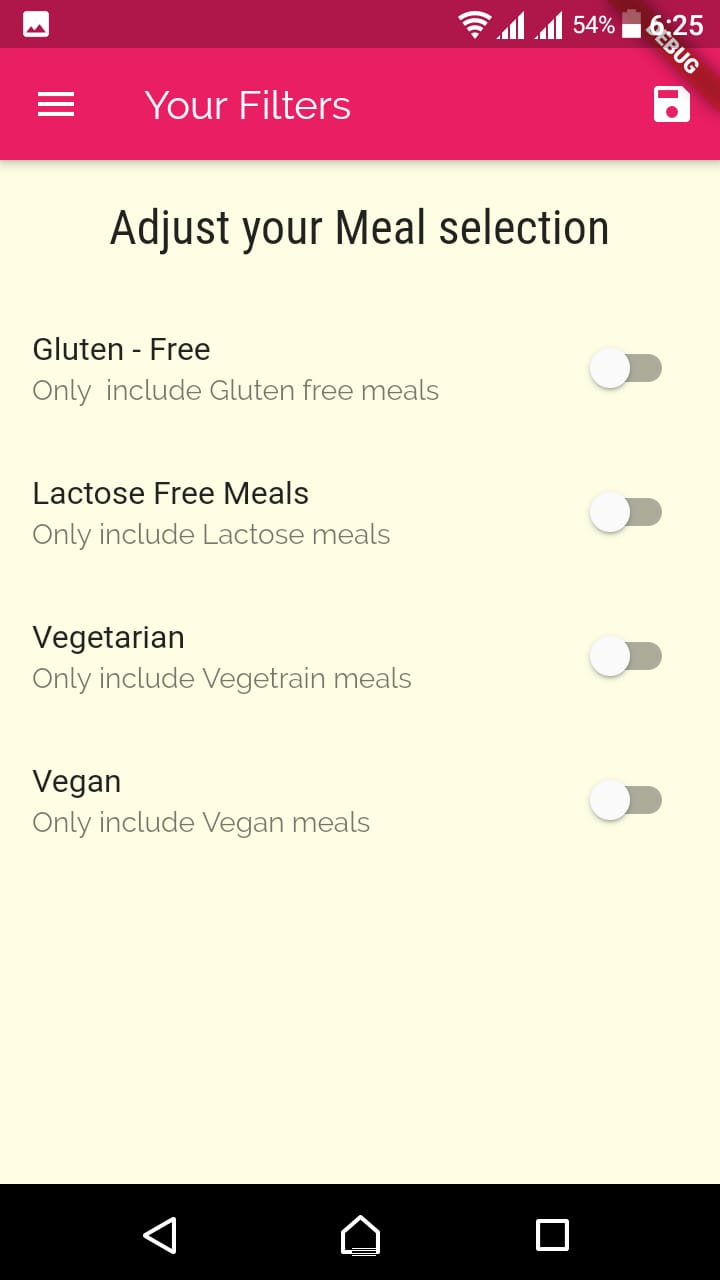 54% 6:25
DEBUG
Your Filters
Adjust your Meal selection
Gluten - Free
Only  include Gluten free meals
Lactose Free Meals
Only include Lactose meals
Vegetarian
Only include Vegetrain meals
Vegan
Only include Vegan meals